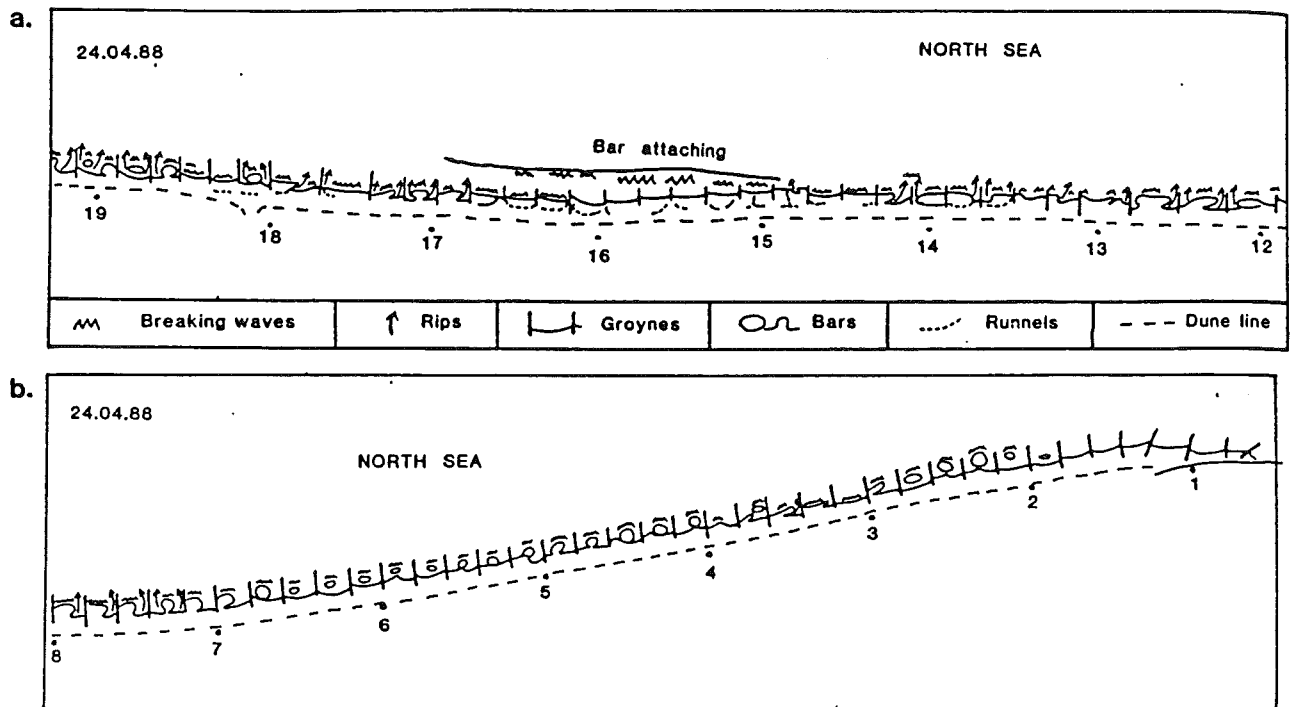 a.
24.04.88 NORTH SEA
Bar attaching
19 18 17 16 15 14 13 12
Breaking waves Rips Groynes Bars Runnels Dune line
b.
24.04.88
NORTH SEA
1
2
3
4
5
6
7
8